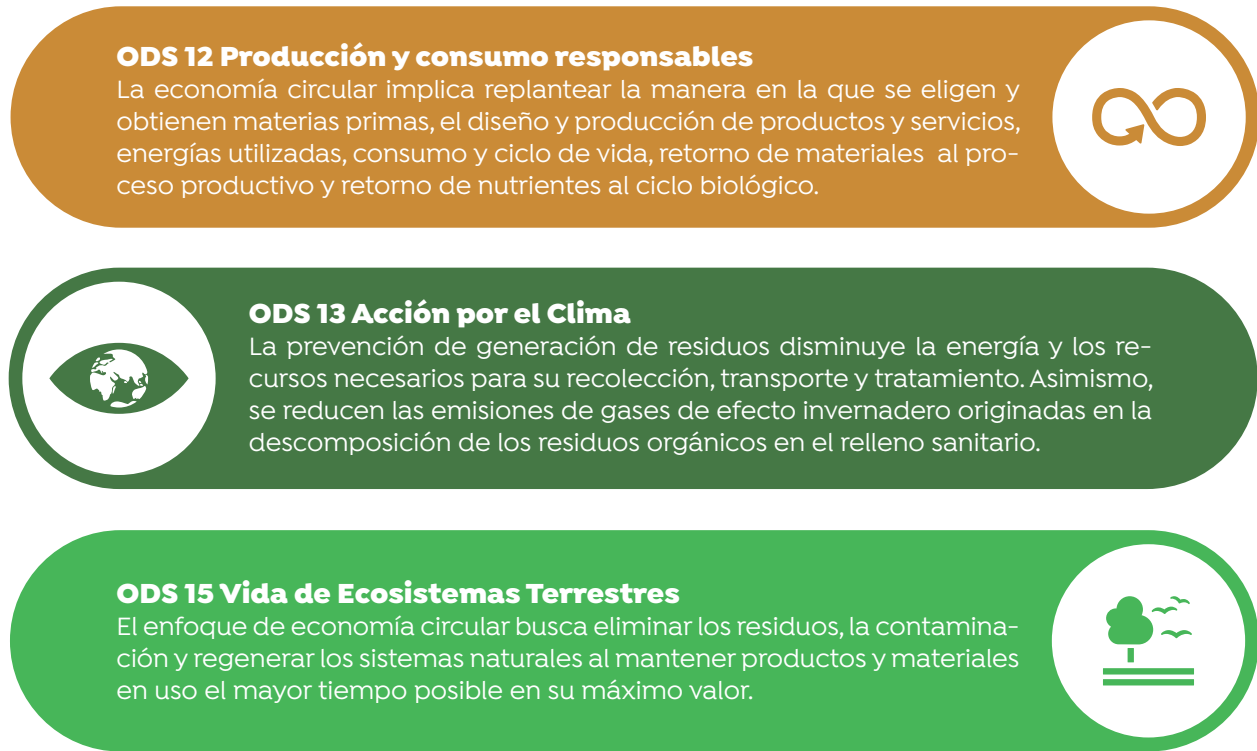 ODS 12 Producción y consumo responsables
La economía circular implica replantear la manera en la que se eligen y
obtienen materias primas, el diseño y producción de productos y servicios,
energías utilizadas, consumo y ciclo de vida, retorno de materiales al pro-
ceso productivo y retorno de nutrientes al ciclo biológico.
ODS 13 Acción por el Clima
La prevención de generación de residuos disminuye la energía y los re-
cursos necesarios para su recolección, transporte y tratamiento. Asimismo,
se reducen las emisiones de gases de efecto invernadero originadas en la
descomposición de los residuos orgánicos en el relleno sanitario.
ODS 15 Vida de Ecosistemas Terrestres
El enfoque de economía circular busca eliminar los residuos, la contamina-
ción y regenerar los sistemas naturales al mantener productos y materiales
en uso el mayor tiempo posible en su máximo valor.